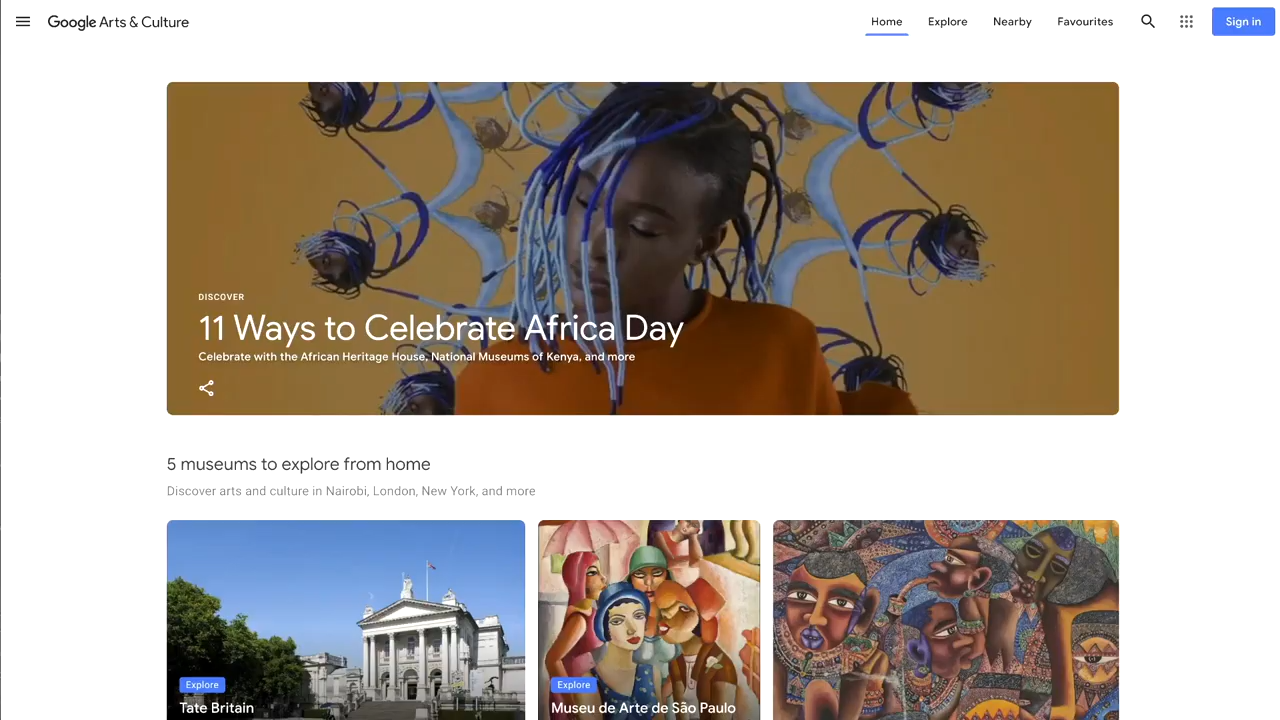 Google Arts & Culture
Home
Explore
Nearby
Favourites
Sign in
DISCOVER
11 Ways to Celebrate Africa Day
Celebrate with the African Heritage House, National Museums of Kenya, and more
5 museums to explore from home
Discover arts and culture in Nairobi, London, New York, and more
Explore
Tate Britain
Explore
Museu de Arte de São Paulo